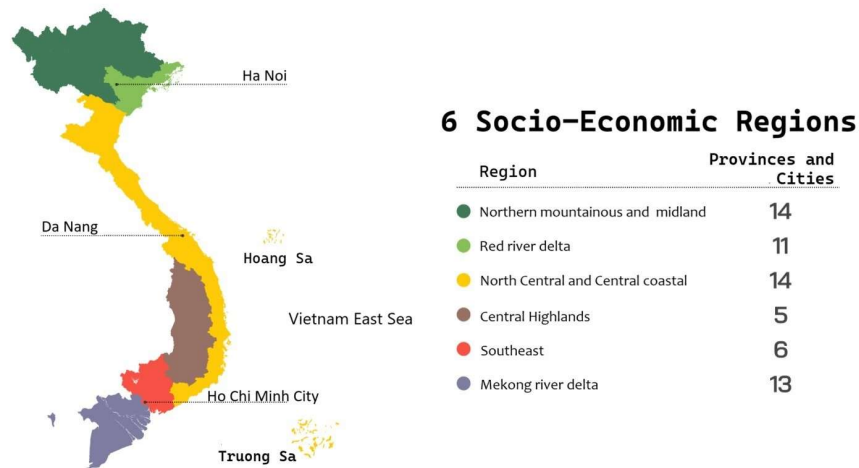 Ha Noi
Da Nang
Hoang Sa
Vietnam East Sea
Ho Chi Minh City
Truong Sa
6 Socio-Economic Regions
Region Provinces and Cities
Northern mountainous and midland 14
Red river delta 11
North Central and Central coastal 14
Central Highlands 5
Southeast 6
Mekong river delta 13